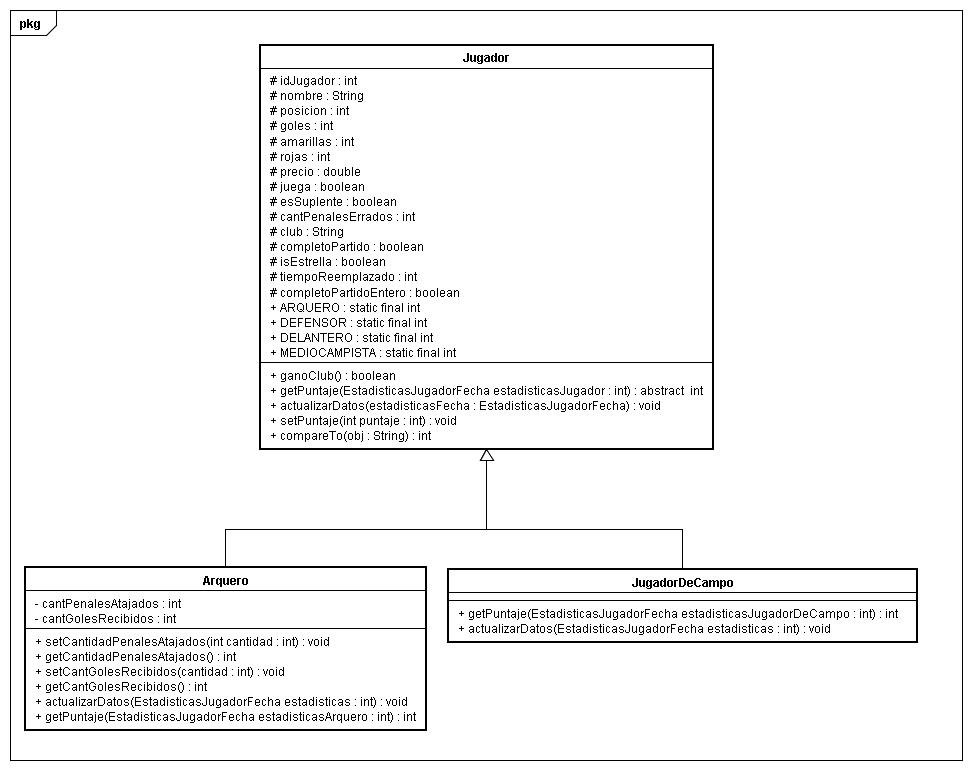 pkg
Jugador
# idJugador : int
# nombre : String
# posicion : int
# goles : int
# amarillas : int
# rojas : int
# precio : double
# juega : boolean
# esSuplente : boolean
# cantPenalesErrados : int
# club : String
# completoPartido : boolean
# isEstrella : boolean
# tiempoReemplazado : int
# completoPartidoEntero : boolean
+ ARQUERO : static final int
+ DEFENSOR : static final int
+ DELANTERO : static final int
+ MEDIOCAMPISTA : static final int
+ ganoClub() : boolean
+ getPuntaje(EstadisticasJugadorFecha estadisticasJugador : int) : abstract int
+ actualizarDatos(estadisticasFecha : EstadisticasJugadorFecha) : void
+ setPuntaje(int puntaje : int) : void
+ compareTo(obj : String) : int
Arquero
- cantPenalesAtajados : int
- cantGolesRecibidos : int
+ setCantidadPenalesAtajados(int cantidad : int) : void
+ getCantidadPenalesAtajados() : int
+ setCantGolesRecibidos(cantidad : int) : void
+ getCantGolesRecibidos() : int
+ actualizarDatos(EstadisticasJugadorFecha estadisticas : int) : void
+ getPuntaje(EstadisticasJugadorFecha estadisticasArquero : int) : int
JugadorDeCampo
+ getPuntaje(EstadisticasJugadorFecha estadisticasJugadorDeCampo : int) : int
+ actualizarDatos(EstadisticasJugadorFecha estadisticas : int) : void